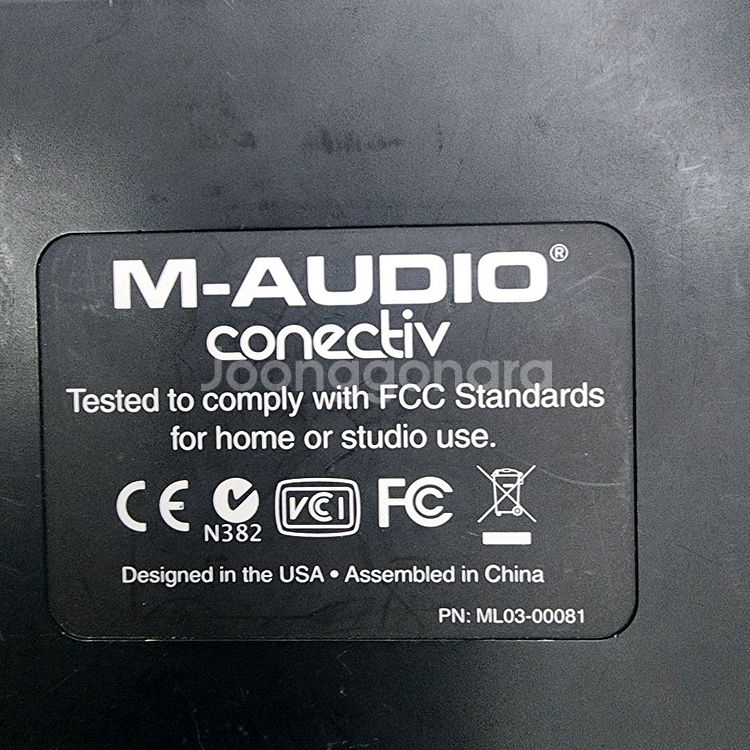 M-AUDIO®
conectiv
Joonggonara
Tested to comply with FCC Standards
for home or studio use.
CE N382 VCI FC
Designed in the USA • Assembled in China
PN: ML03-00081